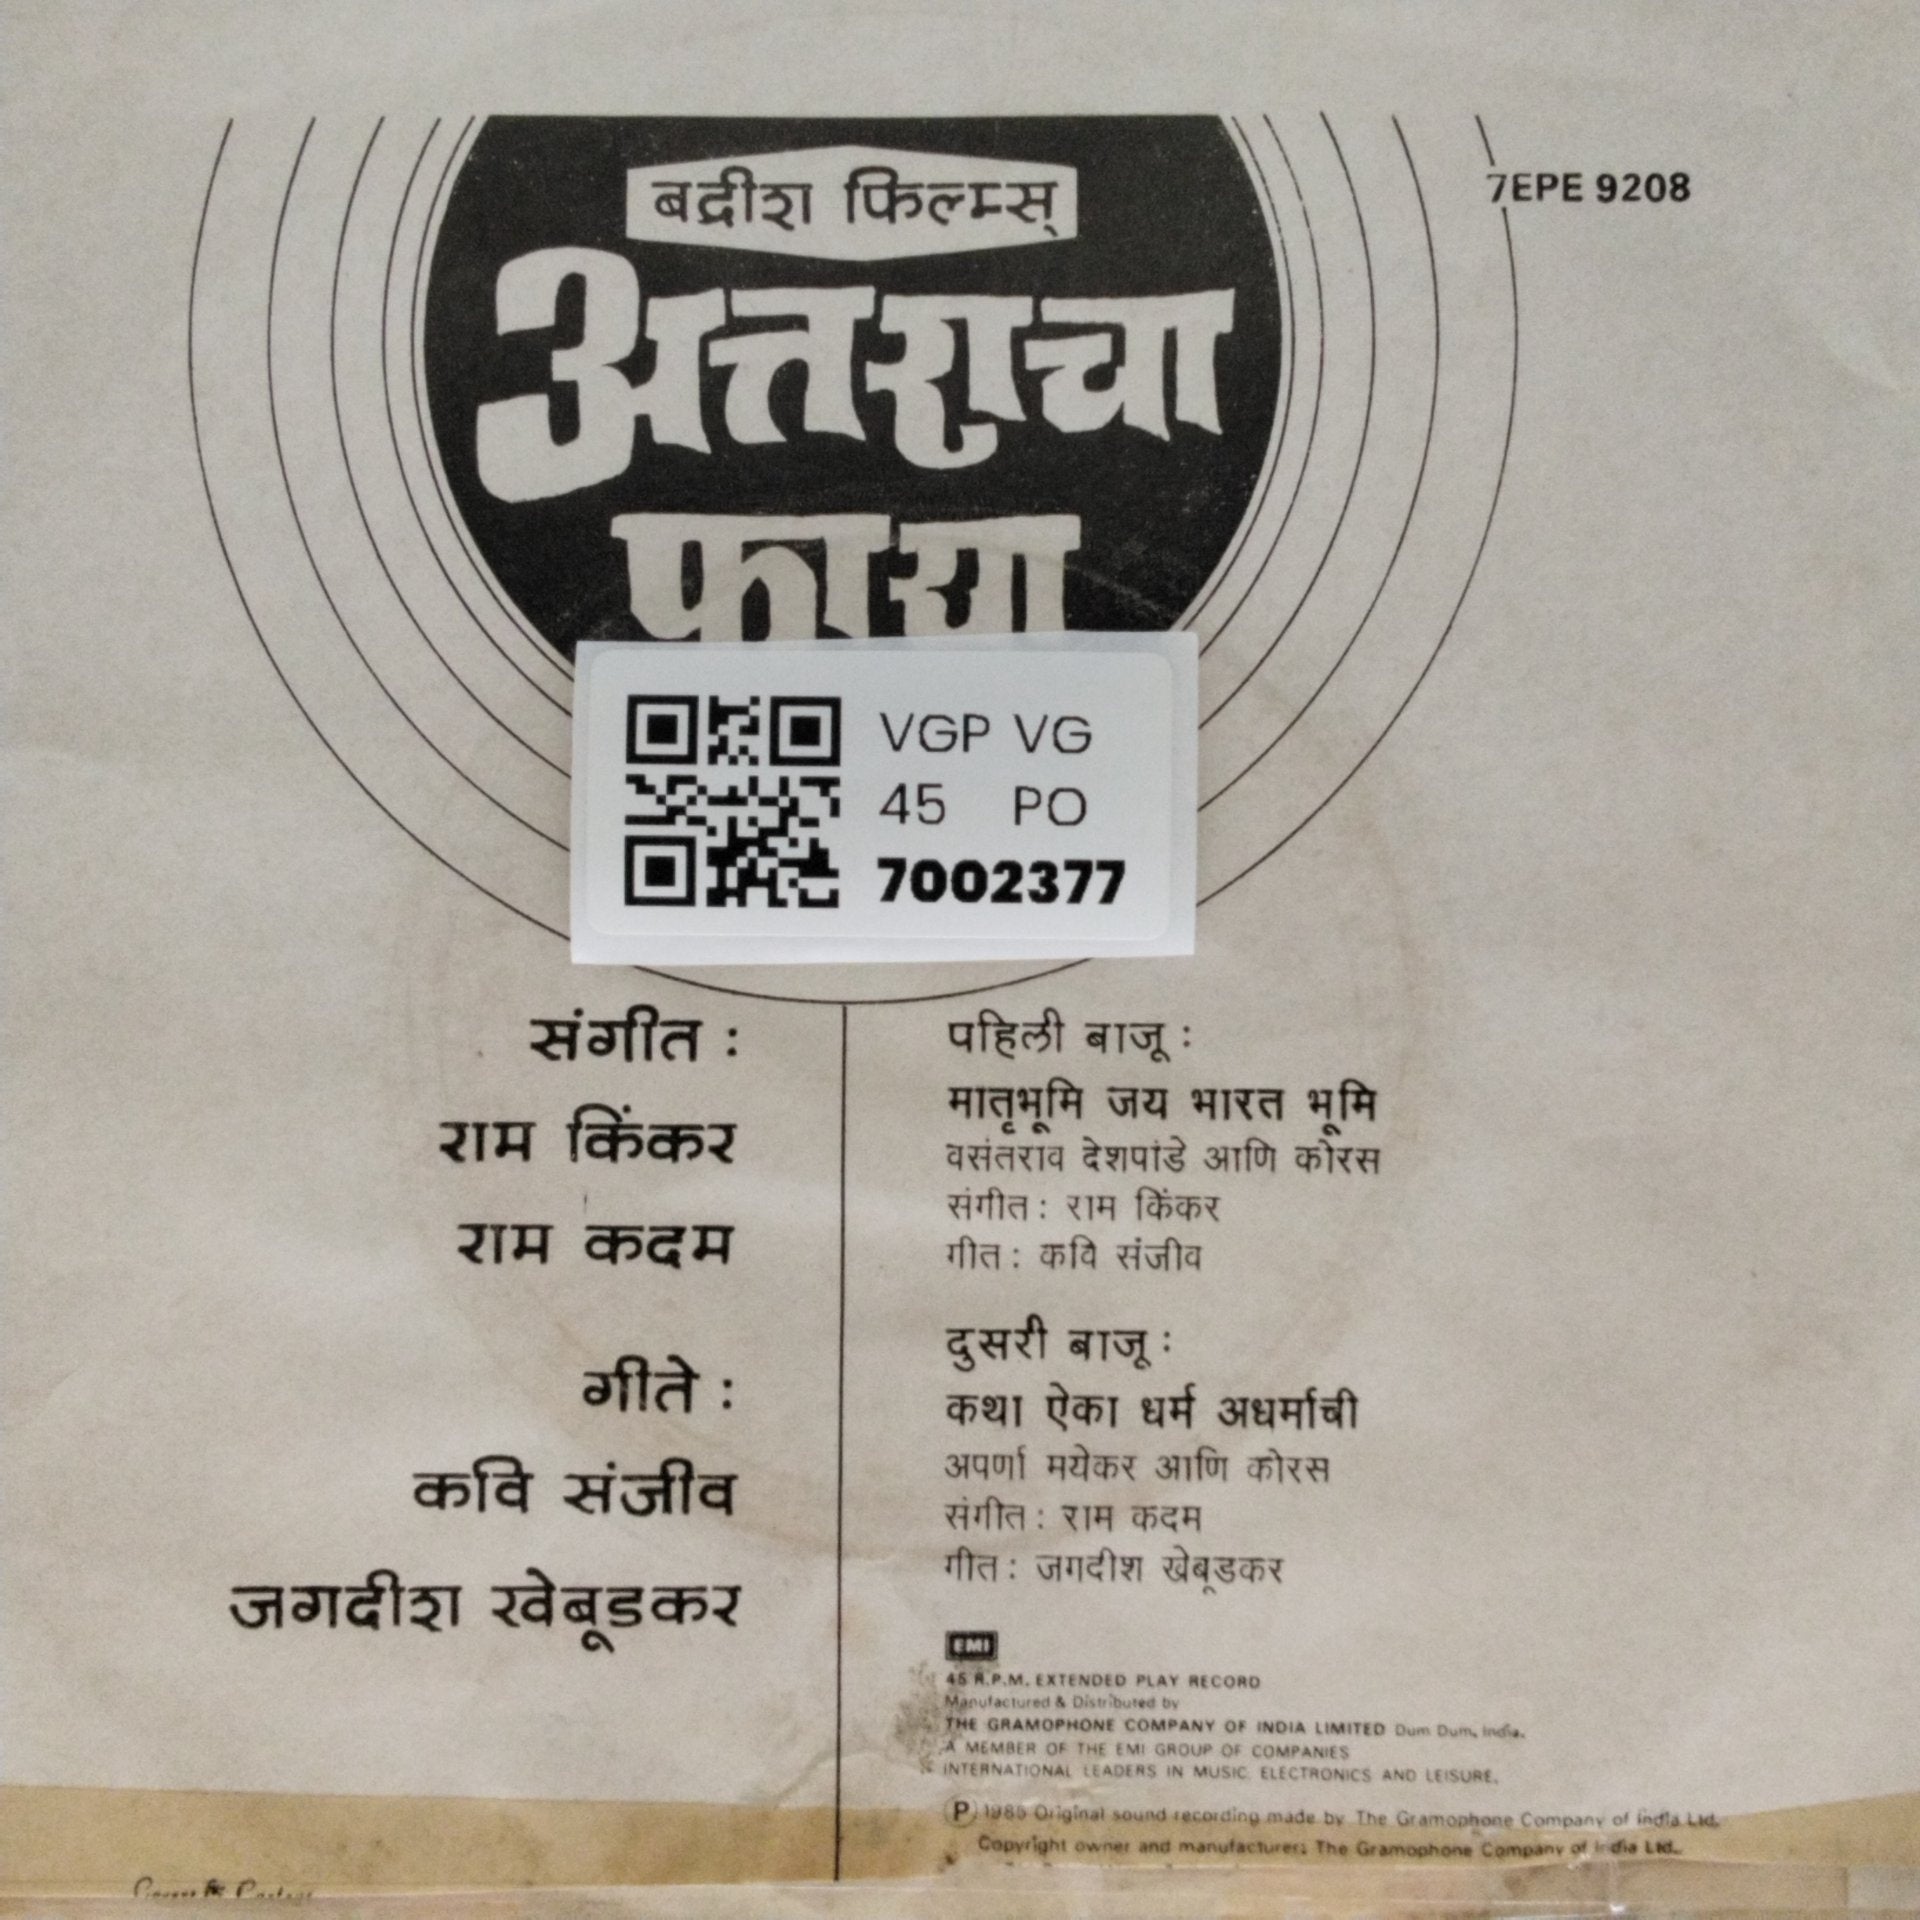 बद्रीश फिल्म्स्
7EPE 9208
अत्तराचा
फाया
VGP VG
45 PO
7002377
संगीत :
राम किंकर
राम कदम
गीते :
कवि संजीव
जगदीश खेबूडकर
पहिली बाजू :
मातृभूमि जय भारत भूमि
वसंतराव देशपांडे आणि कोरस
संगीत : राम किंकर
गीत : कवि संजीव
दुसरी बाजू :
कथा ऐका धर्म अधर्माची
अपर्णा मयेकर आणि कोरस
संगीत : राम कदम
गीत : जगदीश खेबूडकर
EMI
45 R.P.M. EXTENDED PLAY RECORD
Manufactured & Distributed by
THE GRAMOPHONE COMPANY OF INDIA LIMITED Dum Dum, India.
A MEMBER OF THE EMI GROUP OF COMPANIES
INTERNATIONAL LEADERS IN MUSIC, ELECTRONICS AND LEISURE.
Ⓟ 1985 Original sound recording made by The Gramophone Company of India Ltd.
Copyright owner and manufacturer: The Gramophone Company of India Ltd.